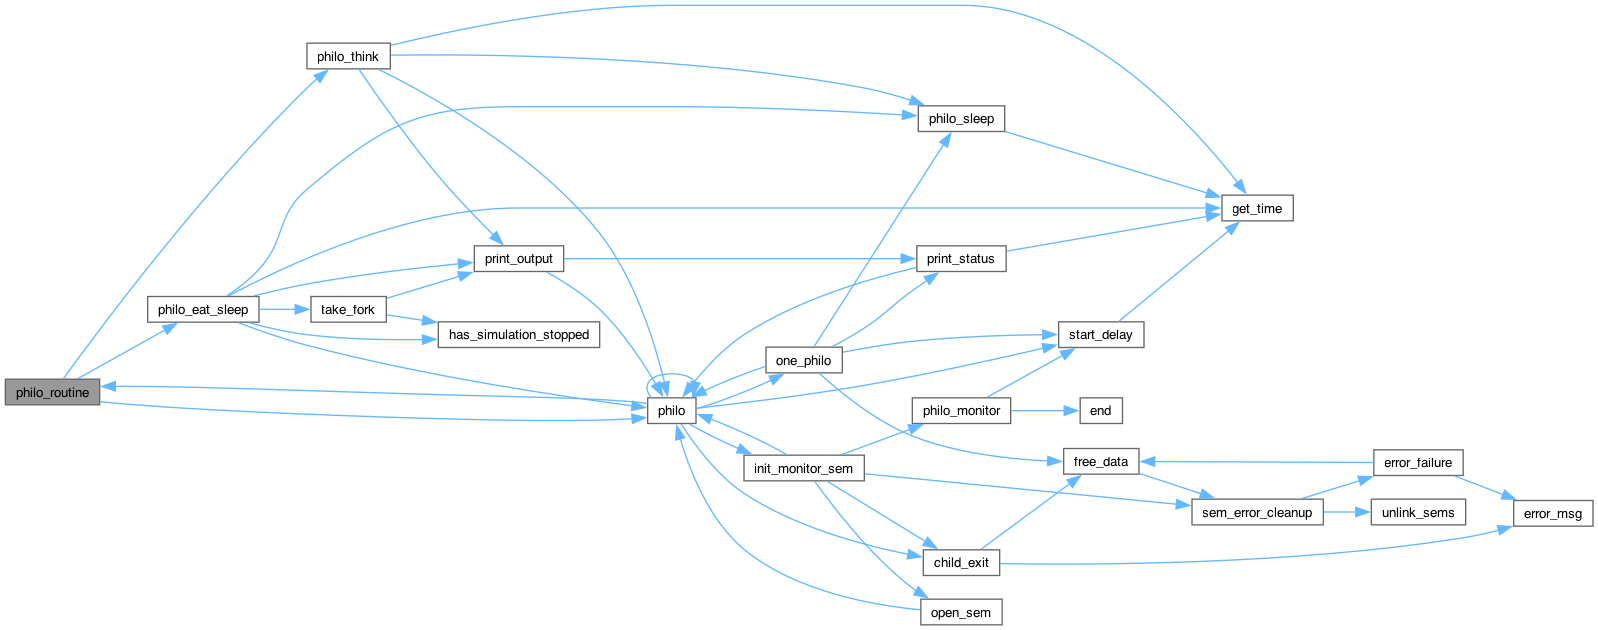 philo_think
philo_sleep
get_time
print_output
print_status
philo_eat_sleep
take_fork
has_simulation_stopped
start_delay
one_philo
philo_routine
philo
philo_monitor
end
init_monitor_sem
free_data
error_failure
sem_error_cleanup
unlink_sems
error_msg
child_exit
open_sem